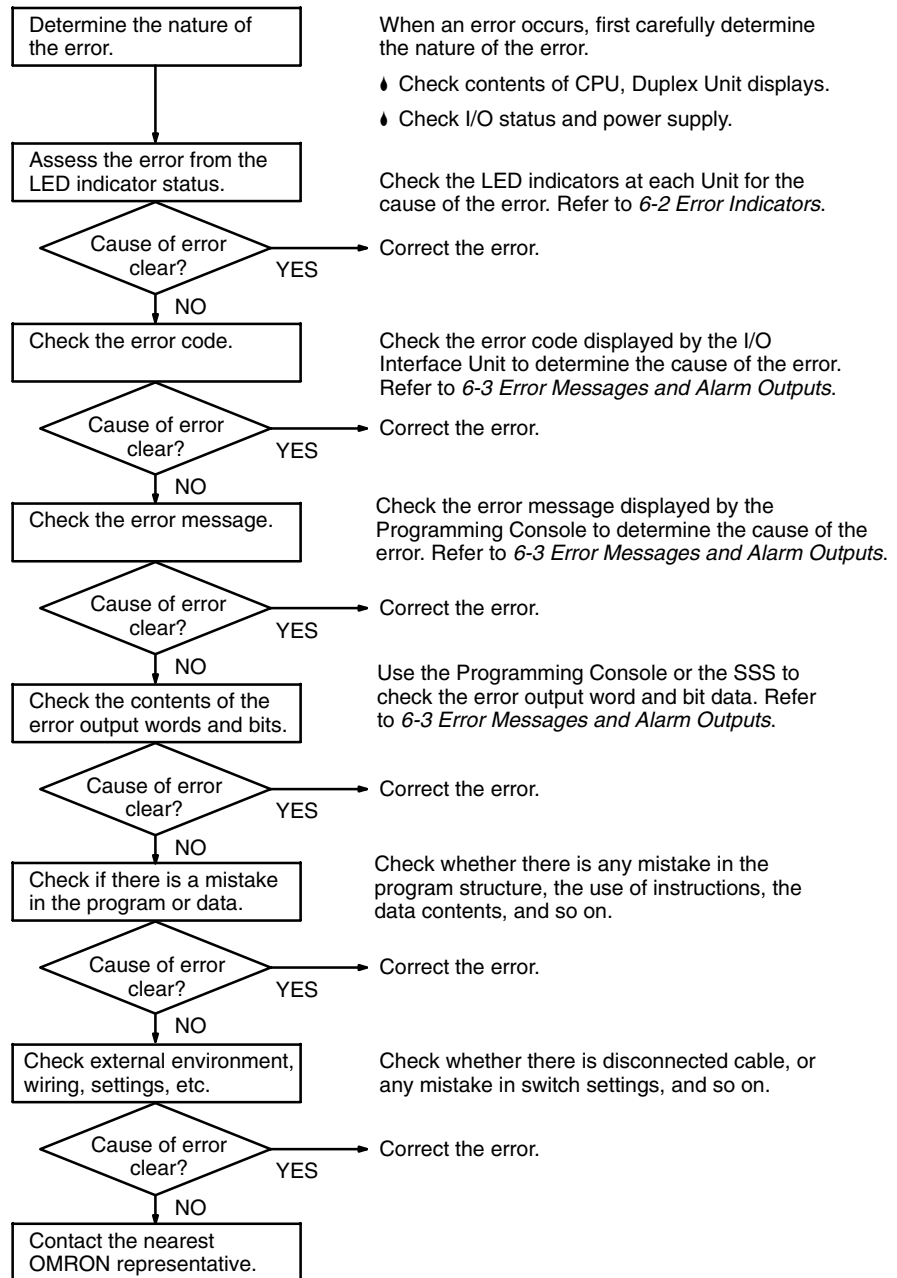 Determine the nature of
the error.
When an error occurs, first carefully determine
the nature of the error.
Check contents of CPU, Duplex Unit displays.
Check I/O status and power supply.
Assess the error from the
LED indicator status.
Check the LED indicators at each Unit for the
cause of the error. Refer to 6-2 Error Indicators.
Cause of error
clear?
YES
Correct the error.
NO
Check the error code.
Check the error code displayed by the I/O
Interface Unit to determine the cause of the error.
Refer to 6-3 Error Messages and Alarm Outputs.
Cause of error
clear?
YES
Correct the error.
NO
Check the error message.
Check the error message displayed by the
Programming Console to determine the cause of the
error. Refer to 6-3 Error Messages and Alarm Outputs.
Cause of error
clear?
YES
Correct the error.
NO
Check the contents of the
error output words and bits.
Use the Programming Console or the SSS to
check the error output word and bit data. Refer
to 6-3 Error Messages and Alarm Outputs.
Cause of error
clear?
YES
Correct the error.
NO
Check if there is a mistake
in the program or data.
Check whether there is any mistake in the
program structure, the use of instructions, the
data contents, and so on.
Cause of error
clear?
YES
Correct the error.
NO
Check external environment,
wiring, settings, etc.
Check whether there is disconnected cable, or
any mistake in switch settings, and so on.
Cause of error
clear?
YES
Correct the error.
NO
Contact the nearest
OMRON representative.